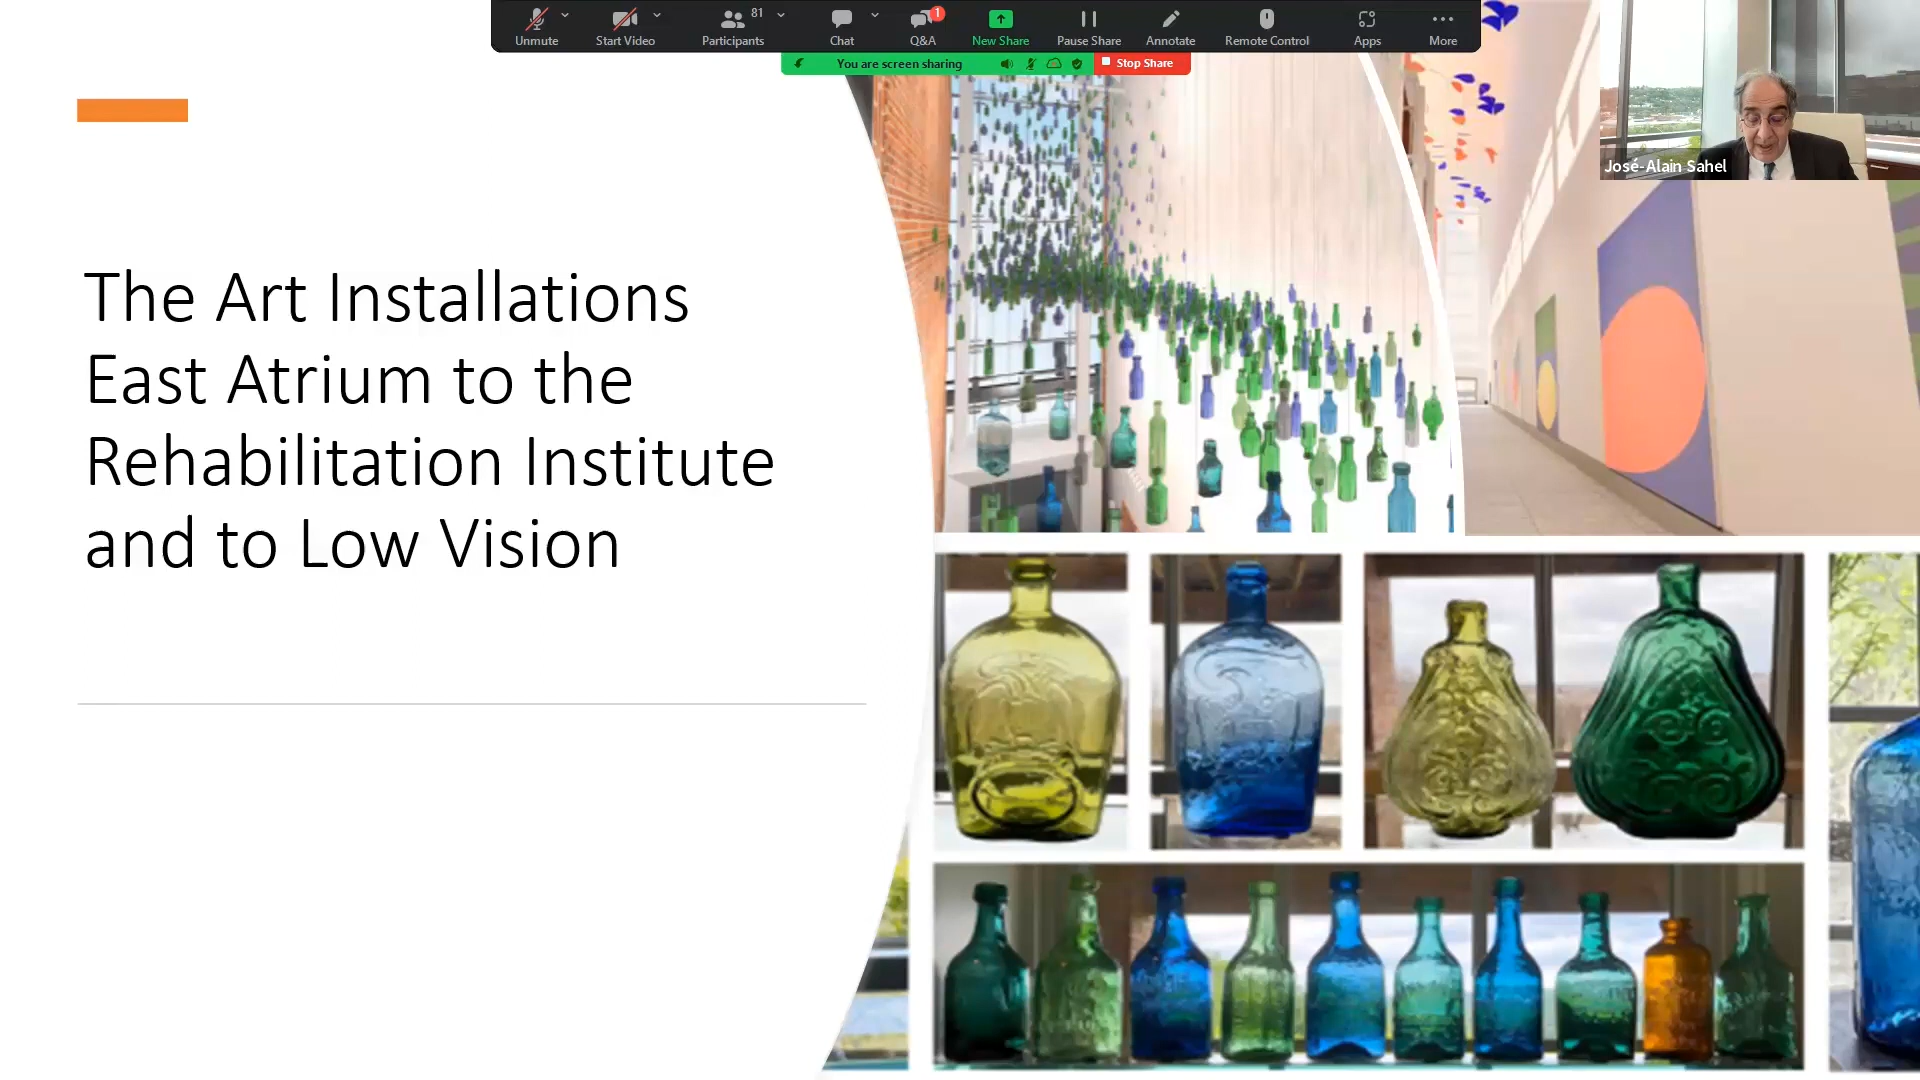 Unmute
Start Video
81
Participants
Chat
1
Q&A
New Share
Pause Share
Annotate
Remote Control
Apps
More
You are screen sharing
Stop Share
José-Alain Sahel
The Art Installations
East Atrium to the
Rehabilitation Institute
and to Low Vision